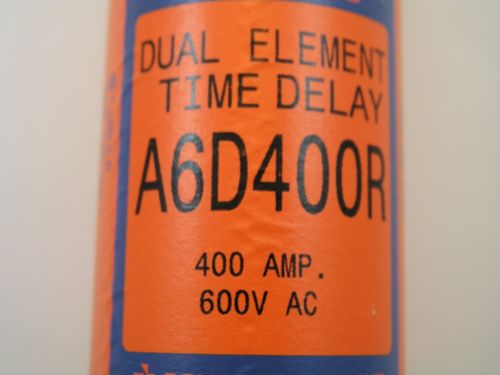 DUAL ELEMENT
TIME DELAY
A6D400R
400 AMP.
600V AC